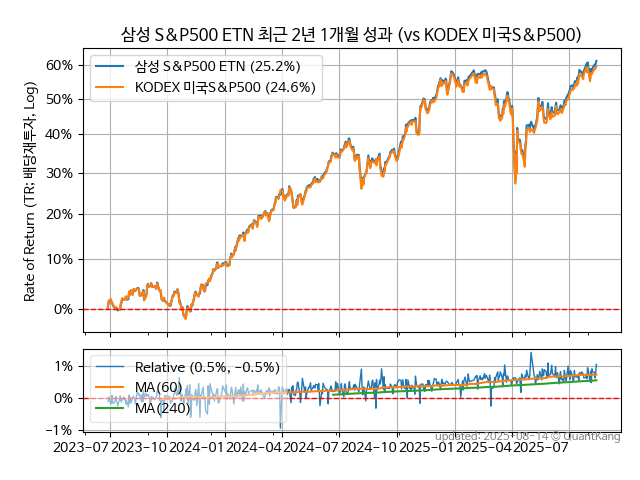 삼성 S&P500 ETN 최근 2년 1개월 성과 (vs KODEX 미국S&P500)
Rate of Return (TR: 배당재투자, Log)
60%
50%
40%
30%
20%
10%
0%
삼성 S&P500 ETN (25.2%)
KODEX 미국S&P500 (24.6%)
1%
0%
−1%
Relative (0.5%, −0.5%)
MA(60)
MA(240)
2023-07 2023-10 2024-01 2024-04 2024-07 2024-10 2025-01 2025-04 2025-07
updated: 2025-08-14 © QuantKang